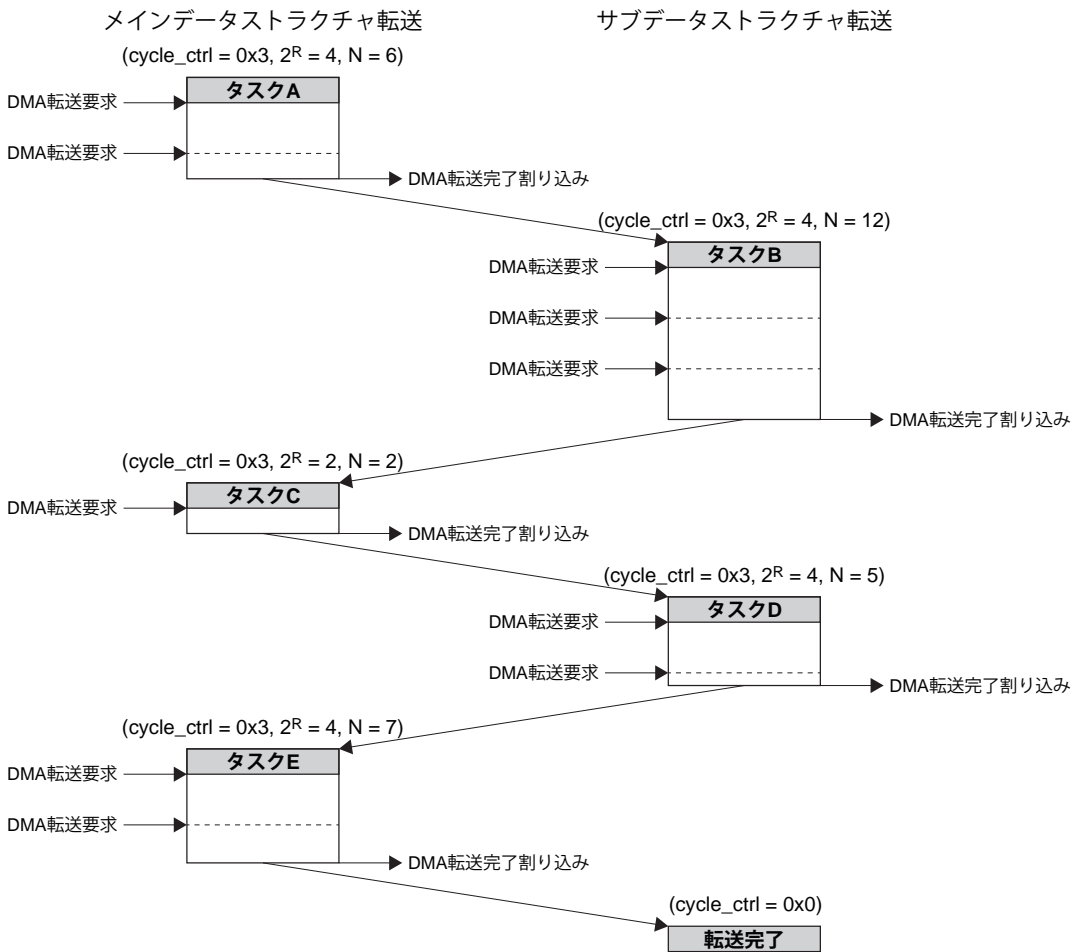 メインデータストラクチャ転送
サブデータストラクチャ転送
(cycle_ctrl = 0x3, 2R = 4, N = 6)
タスクA
DMA転送要求
DMA転送要求
DMA転送完了割り込み
(cycle_ctrl = 0x3, 2R = 4, N = 12)
タスクB
DMA転送要求
DMA転送要求
DMA転送要求
DMA転送完了割り込み
(cycle_ctrl = 0x3, 2R = 2, N = 2)
タスクC
DMA転送要求
DMA転送完了割り込み
(cycle_ctrl = 0x3, 2R = 4, N = 5)
タスクD
DMA転送要求
DMA転送要求
DMA転送完了割り込み
(cycle_ctrl = 0x3, 2R = 4, N = 7)
タスクE
DMA転送要求
DMA転送要求
DMA転送完了割り込み
(cycle_ctrl = 0x0)
転送完了